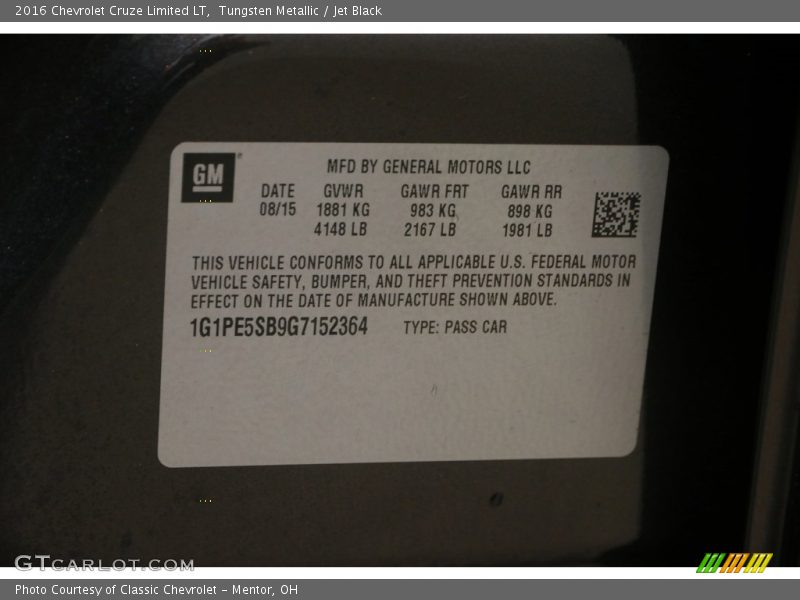 2016 Chevrolet Cruze Limited LT, Tungsten Metallic / Jet Black
GM
MFD BY GENERAL MOTORS LLC
DATE GVWR GAWR FRT GAWR RR
08/15 1881 KG 983 KG 898 KG
4148 LB 2167 LB 1981 LB
THIS VEHICLE CONFORMS TO ALL APPLICABLE U.S. FEDERAL MOTOR
VEHICLE SAFETY, BUMPER, AND THEFT PREVENTION STANDARDS IN
EFFECT ON THE DATE OF MANUFACTURE SHOWN ABOVE.
1G1PE5SB9G7152364 TYPE: PASS CAR
GTCARLOT.COM
Photo Courtesy of Classic Chevrolet - Mentor, OH